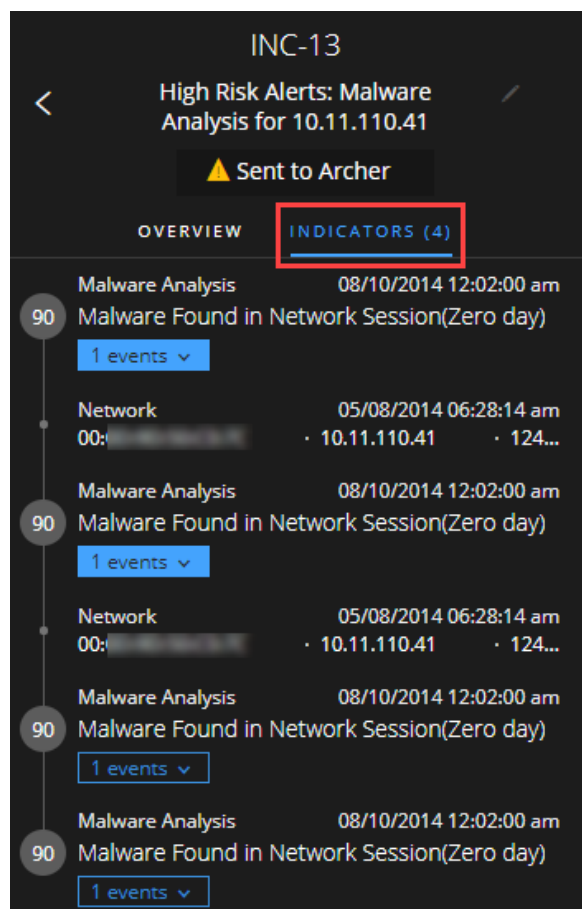 INC-13
High Risk Alerts: Malware
Analysis for 10.11.110.41
Sent to Archer
OVERVIEW INDICATORS (4)
Malware Analysis 08/10/2014 12:02:00 am
90 Malware Found in Network Session(Zero day)
1 events
Network 05/08/2014 06:28:14 am
00: · 10.11.110.41 · 124...
Malware Analysis 08/10/2014 12:02:00 am
90 Malware Found in Network Session(Zero day)
1 events
Network 05/08/2014 06:28:14 am
00: · 10.11.110.41 · 124...
Malware Analysis 08/10/2014 12:02:00 am
90 Malware Found in Network Session(Zero day)
1 events
Malware Analysis 08/10/2014 12:02:00 am
90 Malware Found in Network Session(Zero day)
1 events